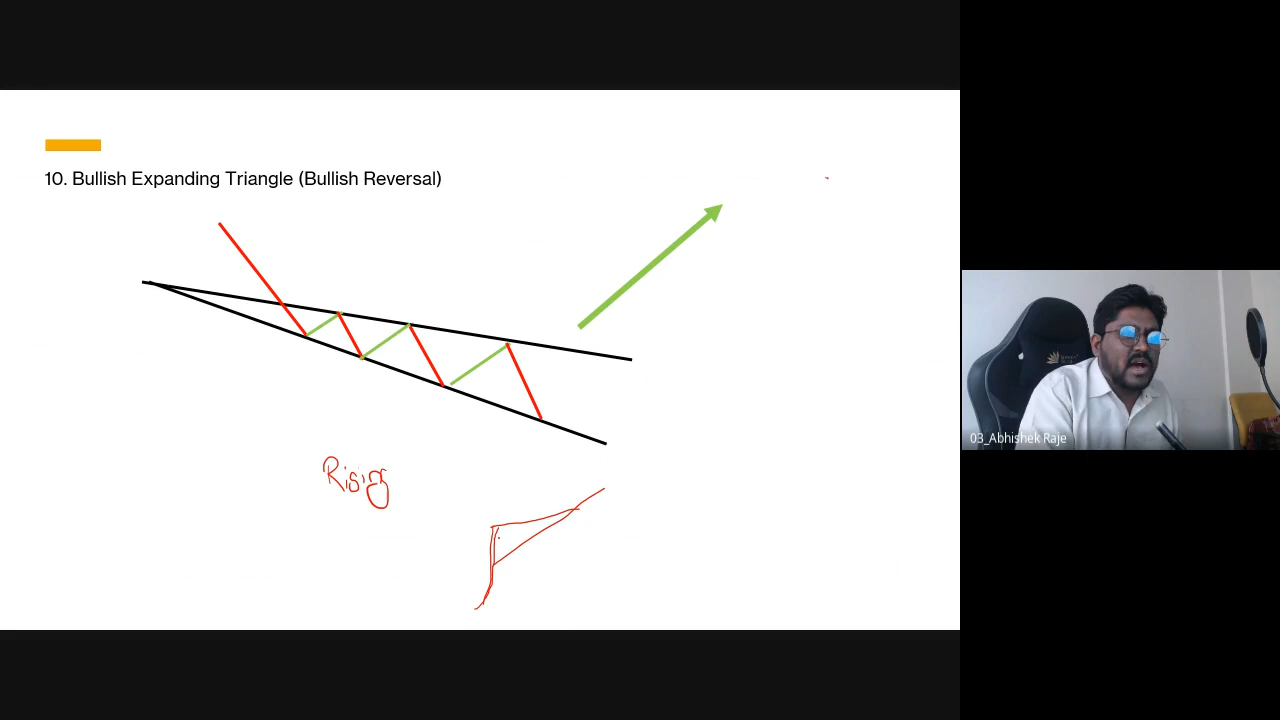 10. Bullish Expanding Triangle (Bullish Reversal)
Rising
03_Abhishek Raje